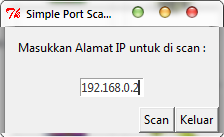 Simple Port Sca...
Masukkan Alamat IP untuk di scan :
192.168.0.2
Scan Keluar